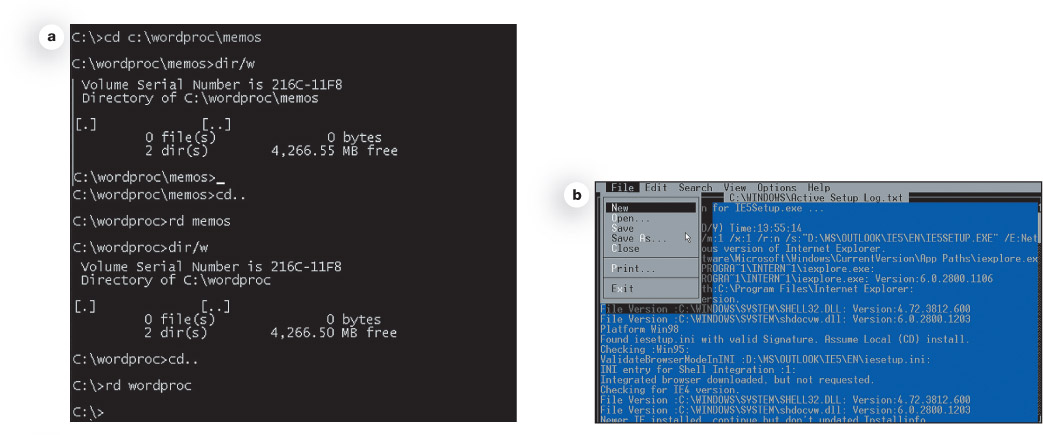 a
C:\>cd c:\wordproc\memos
C:\wordproc\memos>dir/w
Volume Serial Number is 216C-11F8
Directory of C:\wordproc\memos
[.] [..]
0 file(s) 0 bytes
2 dir(s) 4,266.55 MB free
C:\wordproc\memos>_
C:\wordproc\memos>cd..
C:\wordproc>rd memos
C:\wordproc>dir/w
Volume Serial Number is 216C-11F8
Directory of C:\wordproc
[.] [..]
0 file(s) 0 bytes
2 dir(s) 4,266.50 MB free
C:\wordproc>cd..
C:\>rd wordproc
C:\>
b
File Edit Search View Options Help
C:\WINDOWS\Active Setup Log.txt
New
Open...
Save
Save As...
Close
Print...
Exit
n for IE5Setup.exe ...
D/Y) Time:13:55:14
/m:1 /x:1 /r:n /s:"D:\MS\OUTLOOK\IE5\EN\IE5SETUP.EXE" /E:Net
ous version of Internet Explorer.
tware\Microsoft\Windows\CurrentVersion\App Paths\iexplore.ex
PROGRA~1\INTERN~1\iexplore.exe:
PROGRA~1\INTERN~1\iexplore.exe: Version:6.0.2800.1106
th:C:\Program Files\Internet Explorer:
ersion.
File Version :C:\WINDOWS\SYSTEM\SHELL32.DLL: Version:4.72.3812.600
File Version :C:\WINDOWS\SYSTEM\shdocvw.dll: Version:6.0.2800.1203
Platform Win98
Found iesetup.ini with valid Signature. Assume Local (CD) install.
Checking :Win95:
ValidateBrowserModeInINI :D:\MS\OUTLOOK\IE5\EN\iesetup.ini:
INI entry for Shell Integration :1:
Integrated browser downloaded, but not requested.
Checking for IE4 version.
File Version :C:\WINDOWS\SYSTEM\SHELL32.DLL: Version:4.72.3812.600
File Version :C:\WINDOWS\SYSTEM\shdocvw.dll: Version:6.0.2800.1203
Newer IE installed, continue but don't updated Installinfo